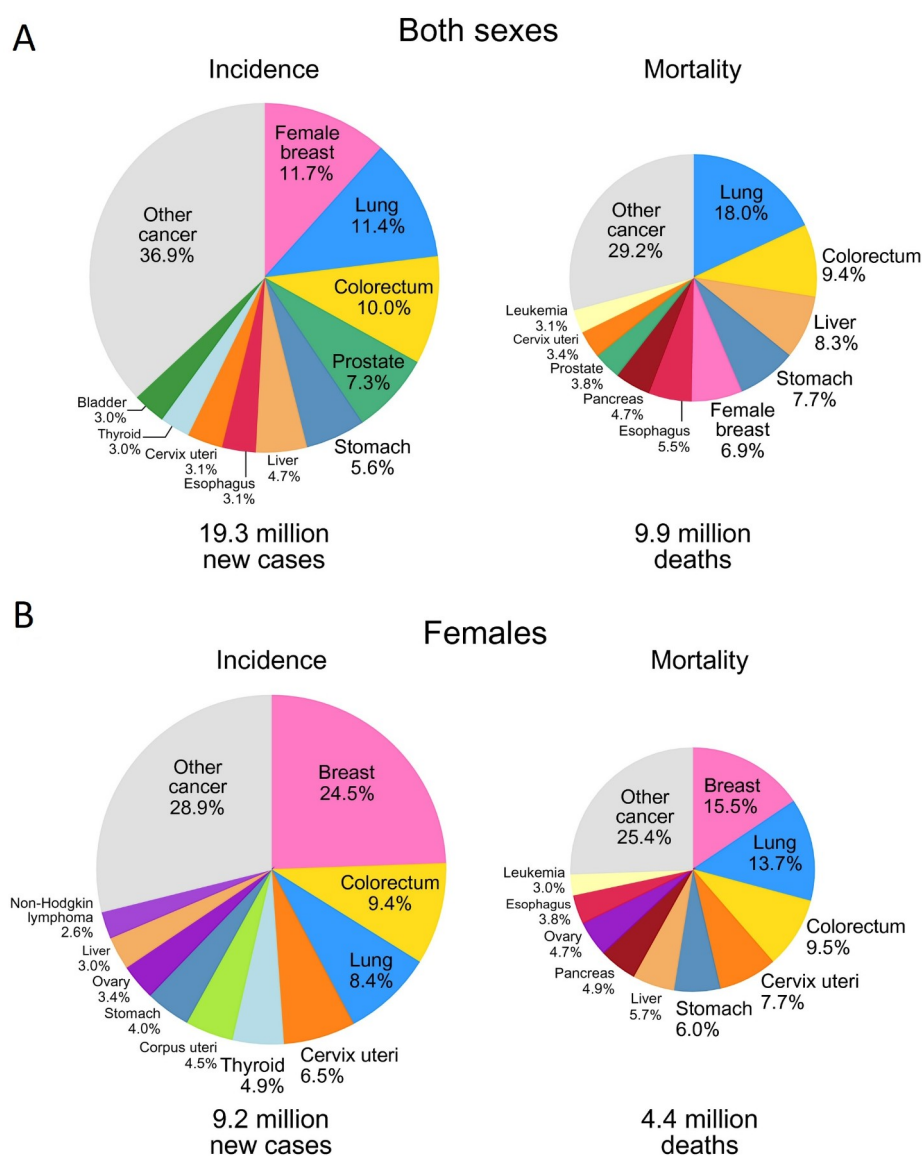 A
Both sexes
Incidence
Female
breast
11.7%
Lung
11.4%
Colorectum
10.0%
Prostate
7.3%
Stomach
5.6%
Liver
4.7%
Esophagus
3.1%
Cervix uteri
3.1%
Thyroid
3.0%
Bladder
3.0%
Other
cancer
36.9%
19.3 million
new cases
Mortality
Lung
18.0%
Colorectum
9.4%
Liver
8.3%
Stomach
7.7%
Female
breast
6.9%
Esophagus
5.5%
Pancreas
4.7%
Prostate
3.8%
Cervix uteri
3.4%
Leukemia
3.1%
Other
cancer
29.2%
9.9 million
deaths
B
Females
Incidence
Breast
24.5%
Colorectum
9.4%
Lung
8.4%
Cervix uteri
6.5%
Thyroid
4.9%
Corpus uteri
4.5%
Stomach
4.0%
Ovary
3.4%
Liver
3.0%
Non-Hodgkin
lymphoma
2.6%
Other
cancer
28.9%
9.2 million
new cases
Mortality
Breast
15.5%
Lung
13.7%
Colorectum
9.5%
Cervix uteri
7.7%
Stomach
6.0%
Liver
5.7%
Pancreas
4.9%
Ovary
4.7%
Esophagus
3.8%
Leukemia
3.0%
Other
cancer
25.4%
4.4 million
deaths